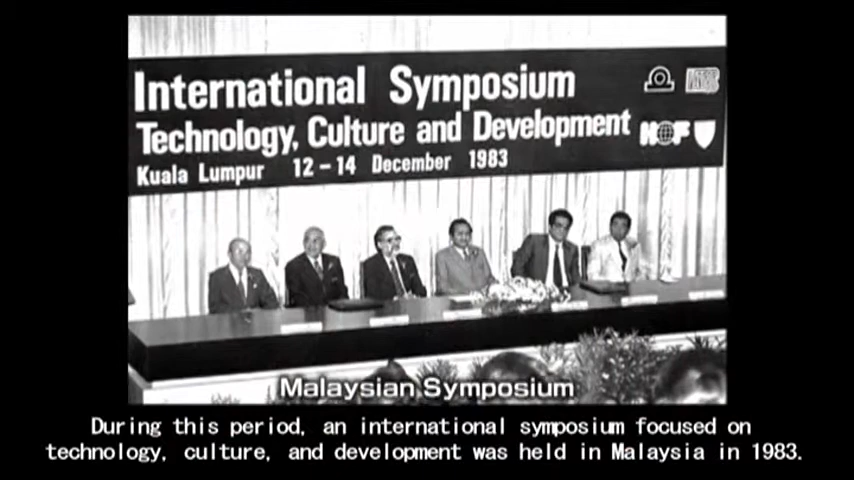 International Symposium
Technology, Culture and Development
Kuala Lumpur 12-14 December 1983
HOF
Malaysian Symposium
During this period, an international symposium focused on
technology, culture, and development was held in Malaysia in 1983.